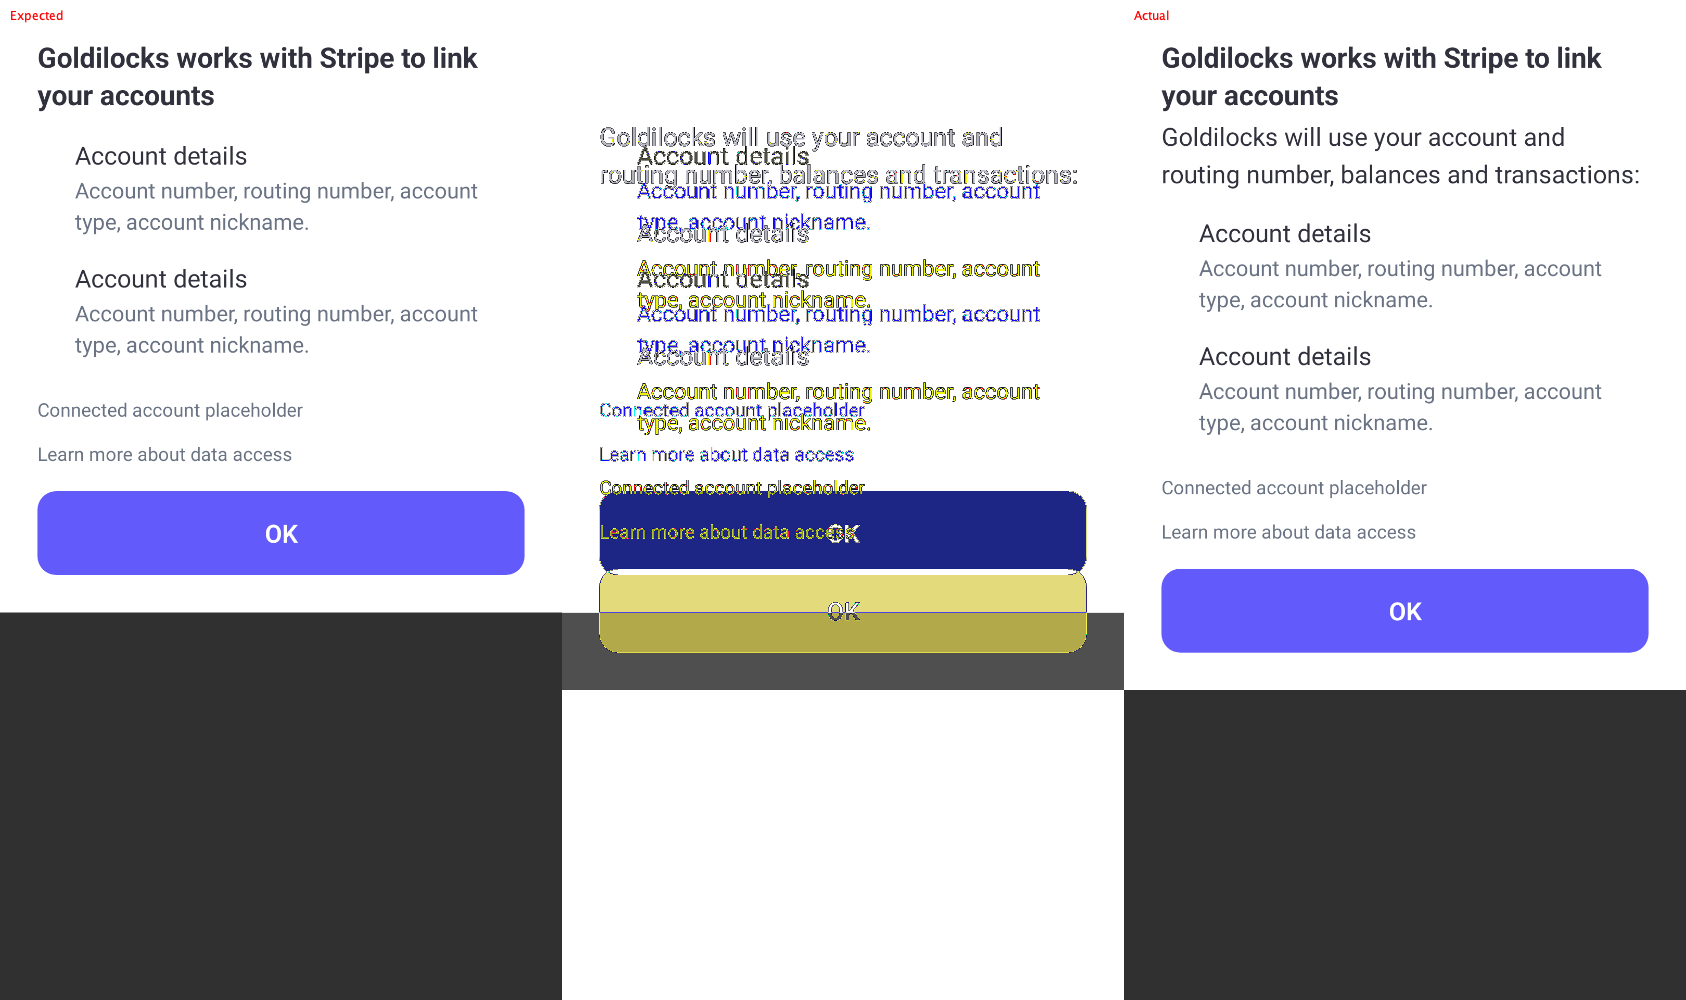 Expected
Goldilocks works with Stripe to link
your accounts
Account details
Account number, routing number, account
type, account nickname.
Account details
Account number, routing number, account
type, account nickname.
Connected account placeholder
Learn more about data access
OK
Goldilocks will use your account and
Account details
routing number, balances and transactions:
Account number, routing number, account
type, account nickname.
Account details
Account number, routing number, account
Account details
type, account nickname.
Account number, routing number, account
type, account nickname.
Account details
Account number, routing number, account
Connected account placeholder
type, account nickname.
Learn more about data access
Connected account placeholder
Learn more about data access
OK
OK
Actual
Goldilocks works with Stripe to link
your accounts
Goldilocks will use your account and
routing number, balances and transactions:
Account details
Account number, routing number, account
type, account nickname.
Account details
Account number, routing number, account
type, account nickname.
Connected account placeholder
Learn more about data access
OK